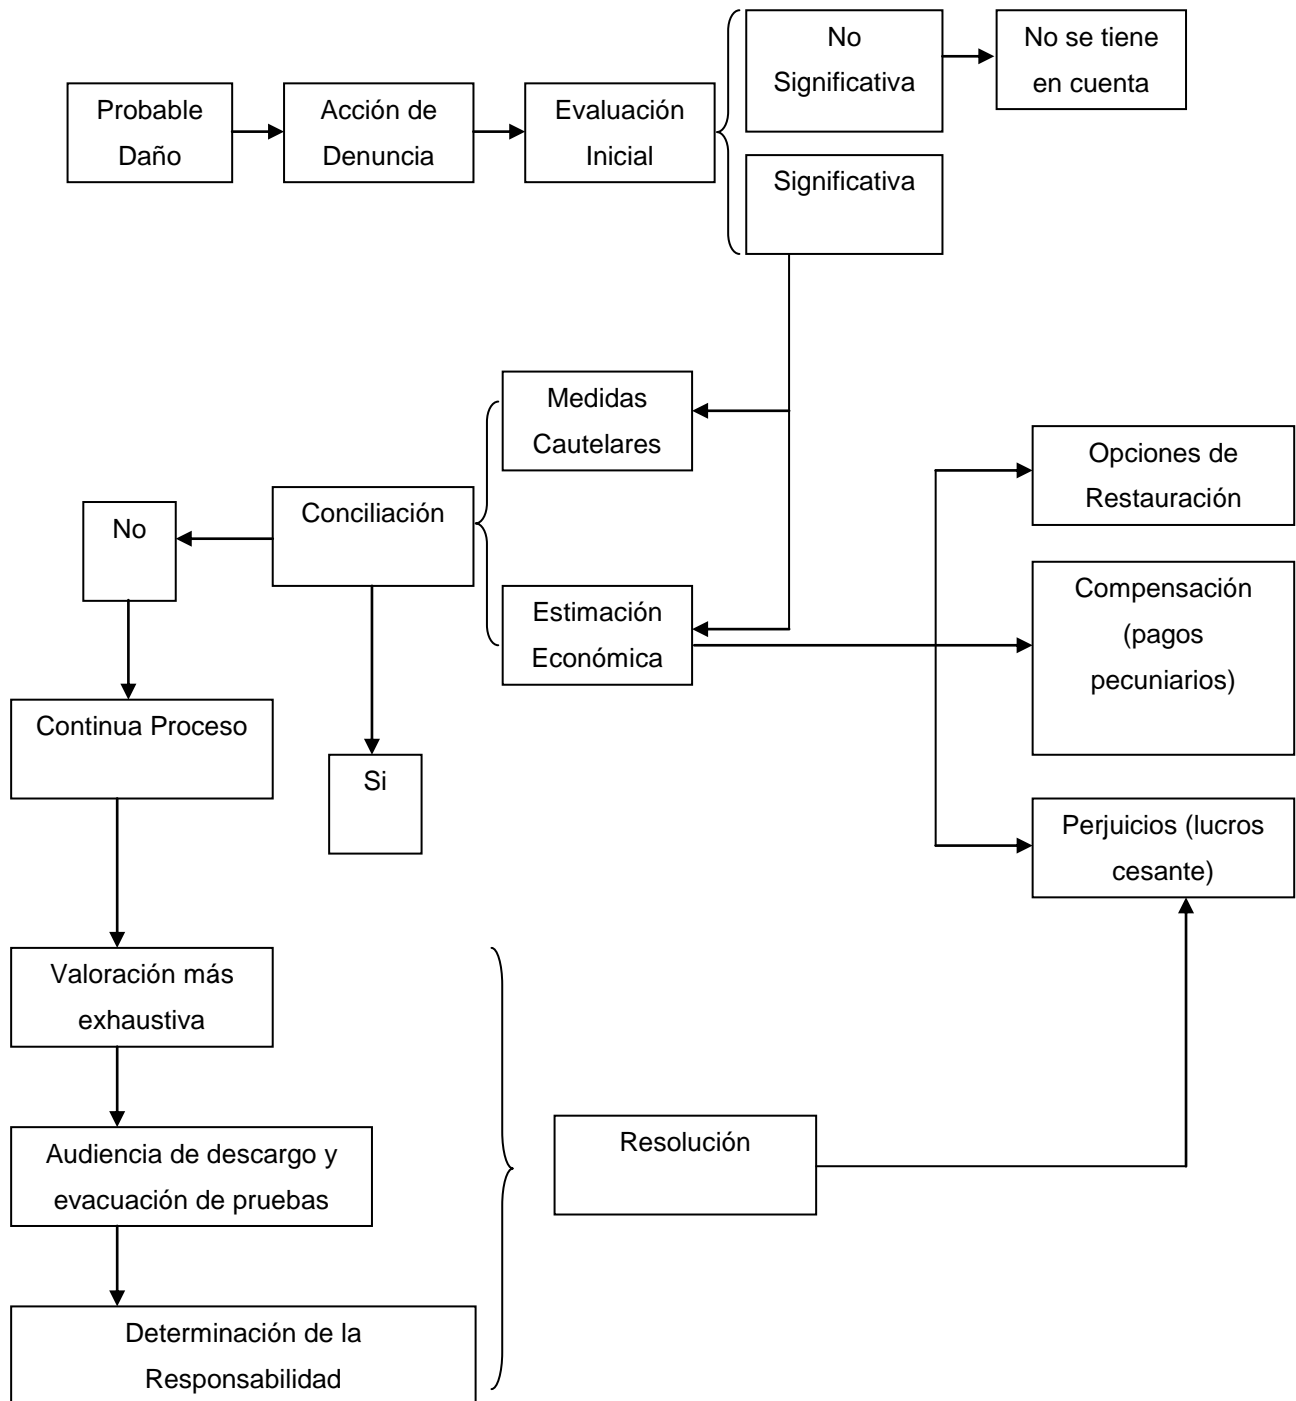 Probable
Daño
Acción de
Denuncia
Evaluación
Inicial
No
Significativa
No se tiene
en cuenta
Significativa
Medidas
Cautelares
Opciones de
Restauración
Conciliación
No
Estimación
Económica
Compensación
(pagos
pecuniarios)
Continua Proceso
Si
Perjuicios (lucros
cesante)
Valoración más
exhaustiva
Audiencia de descargo y
evacuación de pruebas
Resolución
Determinación de la
Responsabilidad